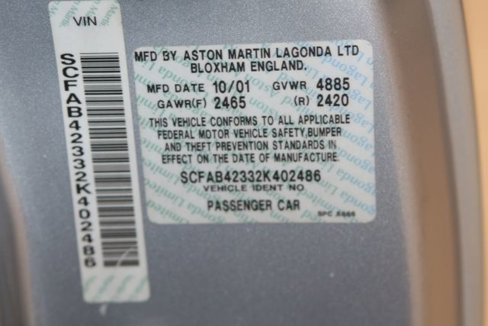 VIN
SCFAB42332K402486
MFD BY ASTON MARTIN LAGONDA LTD
BLOXHAM ENGLAND.
MFD DATE 10/01 GVWR 4885
GAWR(F) 2465 (R) 2420
THIS VEHICLE CONFORMS TO ALL APPLICABLE
FEDERAL MOTOR VEHICLE SAFETY,BUMPER
AND THEFT PREVENTION STANDARDS IN
EFFECT ON THE DATE OF MANUFACTURE
SCFAB42332K402486
VEHICLE IDENT NO
PASSENGER CAR